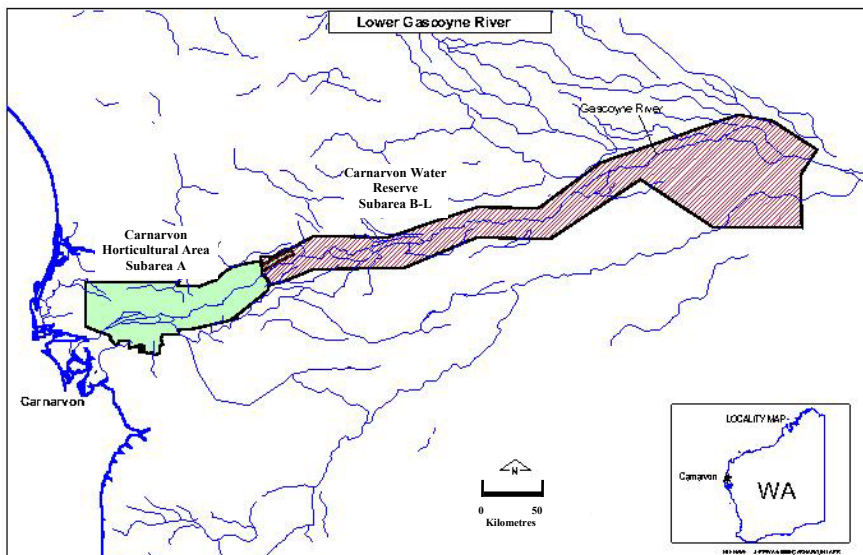 Lower Gascoyne River
Gascoyne River
Carnarvon Water
Reserve
Subarea B-L
Carnarvon
Horticultural Area
Subarea A
Carnarvon
N
0 50
Kilometres
LOCALITY MAP
Carnarvon
WA